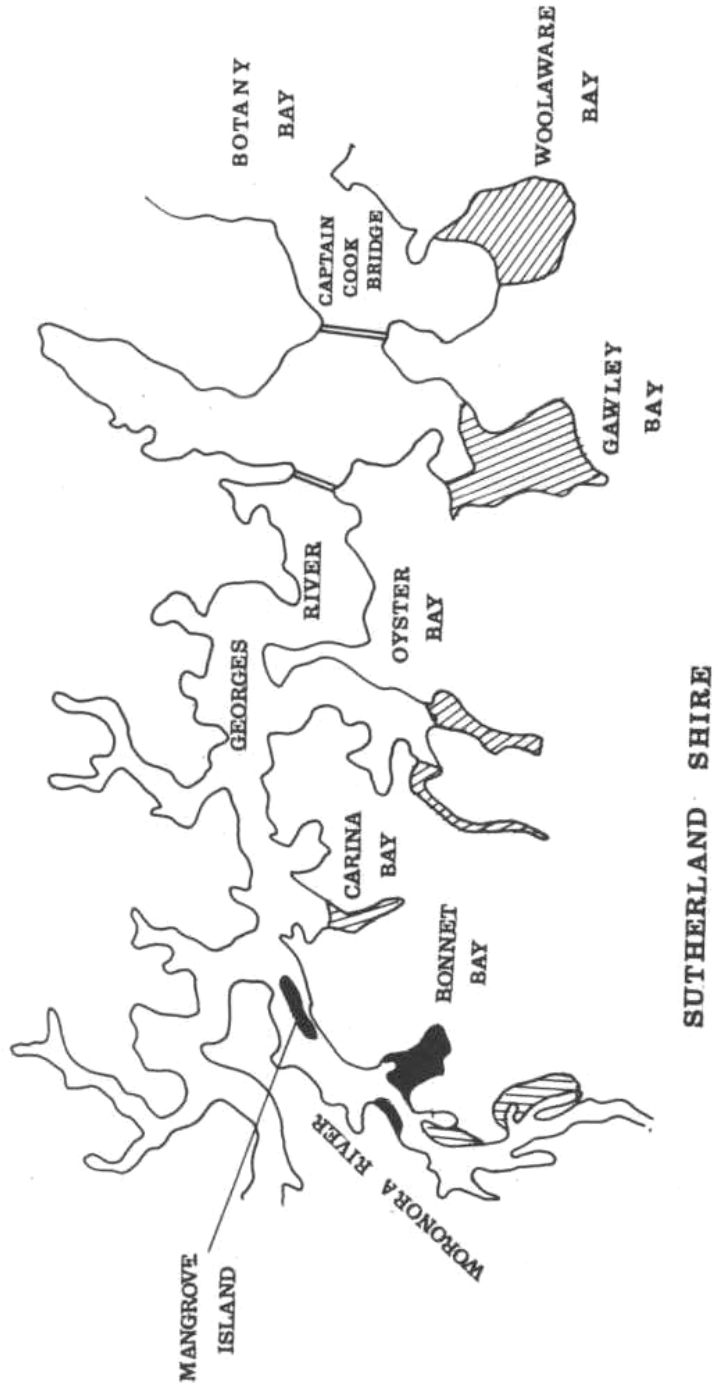 BOTANY
BAY
WOOLAWARE
BAY
CAPTAIN
COOK
BRIDGE
GAWLEY
BAY
RIVER
GEORGES
OYSTER
BAY
CARINA
BAY
BONNET
BAY
MANGROVE
ISLAND
WORONORA RIVER
SUTHERLAND SHIRE